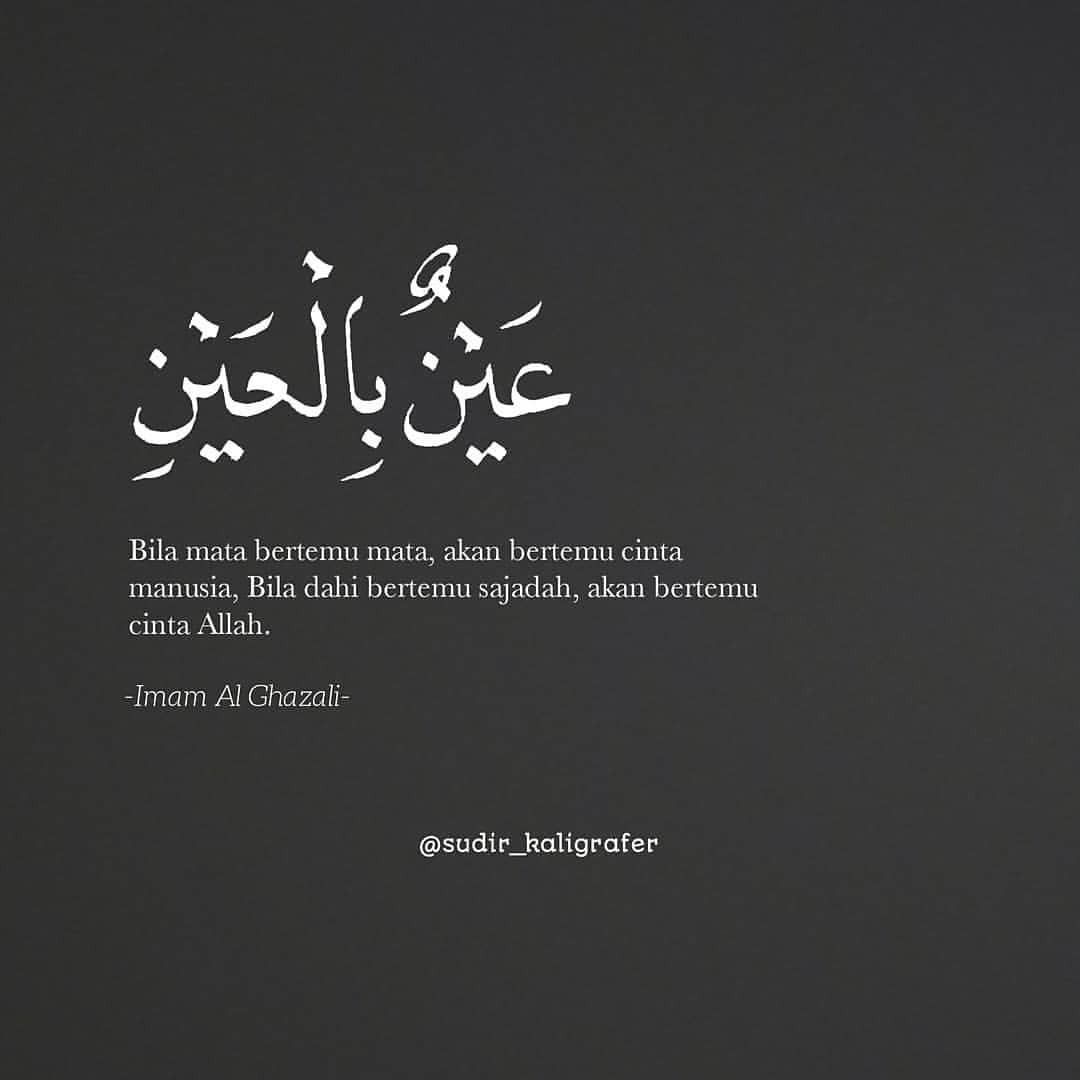 عَيْنٌ بِالْعَيْنِ
Bila mata bertemu mata, akan bertemu cinta
manusia, Bila dahi bertemu sajadah, akan bertemu
cinta Allah.
-Imam Al Ghazali-
@sudir_kaligrafer